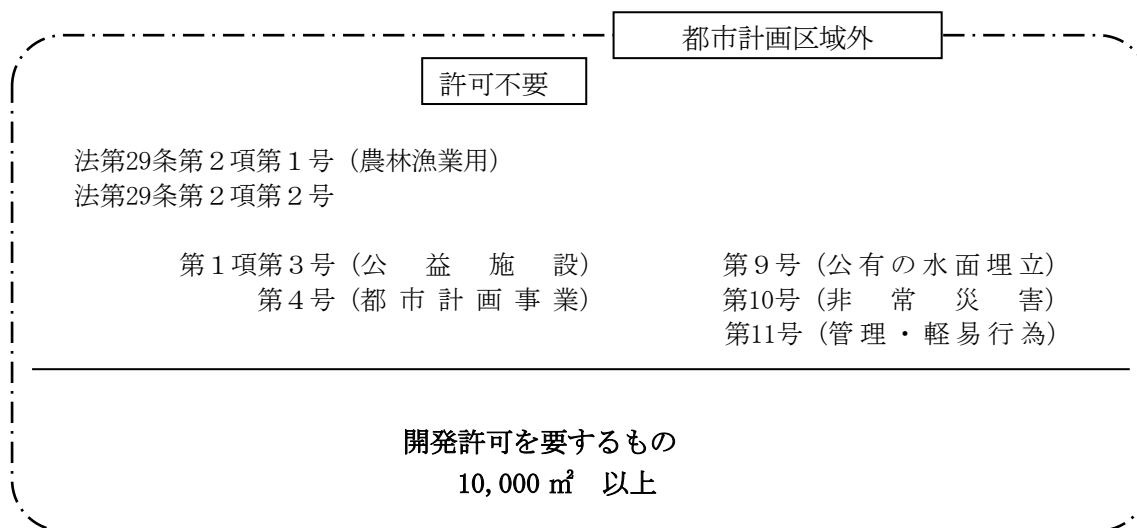 都市計画区域外
許可不要
法第29条第２項第１号（農林漁業用）
法第29条第２項第２号
第１項第３号（公益施設） 第９号（公有の水面埋立）
第４号（都市計画事業） 第10号（非常災害）
第11号（管理・軽易行為）
開発許可を要するもの
10,000 ㎡ 以上